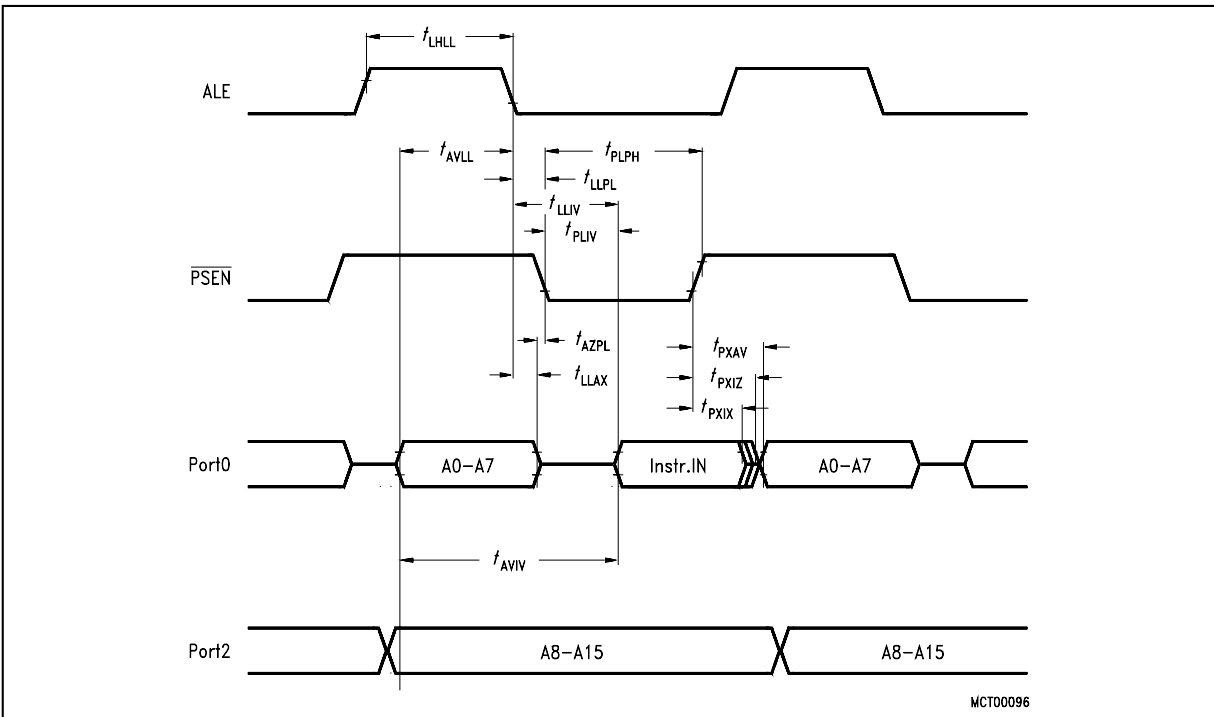 tLHLL
ALE
tAVLL
tPLPH
tLLPL
tLLIV
tPLIV
PSEN
tAZPL
tPXAV
tLLAX
tPXIZ
tPXIX
Port0
A0–A7
Instr.IN
A0–A7
tAVIV
Port2
A8–A15
A8–A15
MCT00096